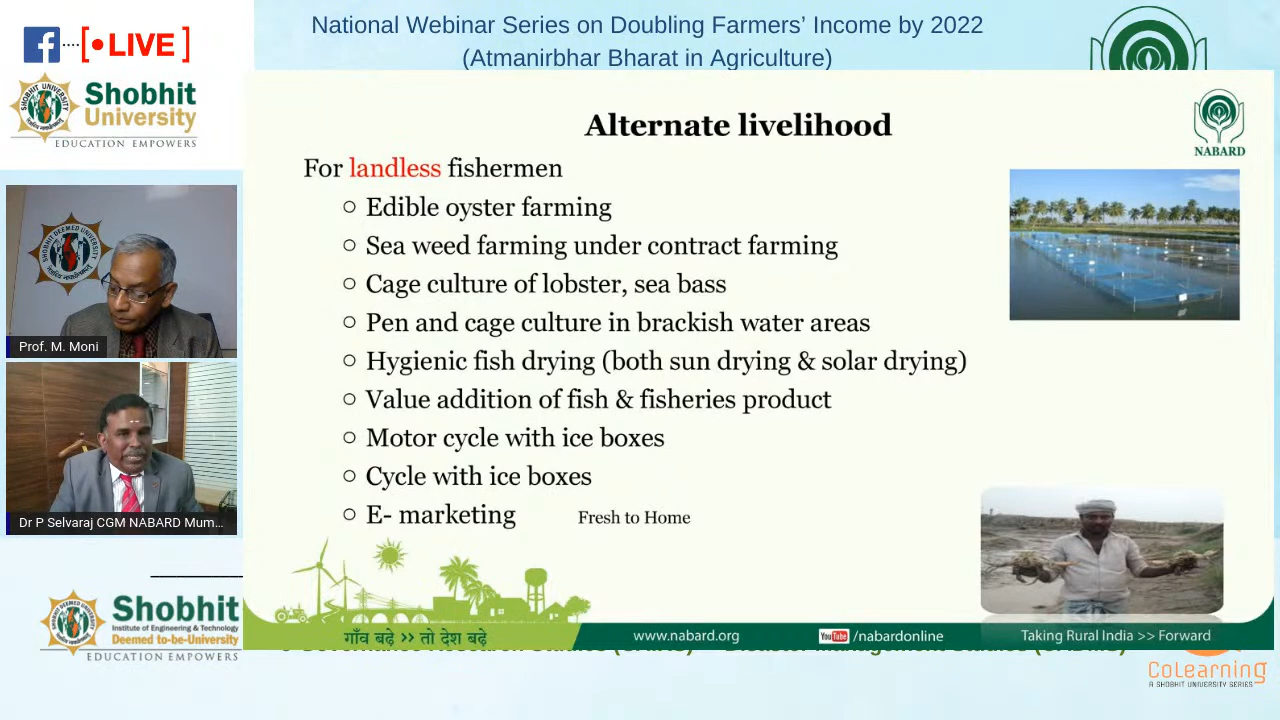 National Webinar Series on Doubling Farmers' Income by 2022
(Atmanirbhar Bharat in Agriculture)
LIVE
Shobhit
University
EDUCATION EMPOWERS
Alternate livelihood
NABARD
For landless fishermen
Edible oyster farming
Sea weed farming under contract farming
Cage culture of lobster, sea bass
Pen and cage culture in brackish water areas
Hygienic fish drying (both sun drying & solar drying)
Value addition of fish & fisheries product
Motor cycle with ice boxes
Cycle with ice boxes
E- marketing Fresh to Home
Prof. M. Moni
Dr P Selvaraj CGM NABARD Mum...
गाँव बढ़े >> तो देश बढ़े
www.nabard.org
YouTube /nabardonline
Taking Rural India >> Forward
Shobhit
Institute of Engineering & Technology
Deemed to-be-University
EDUCATION EMPOWERS
CoLearning
A SHOBHIT UNIVERSITY SERIES